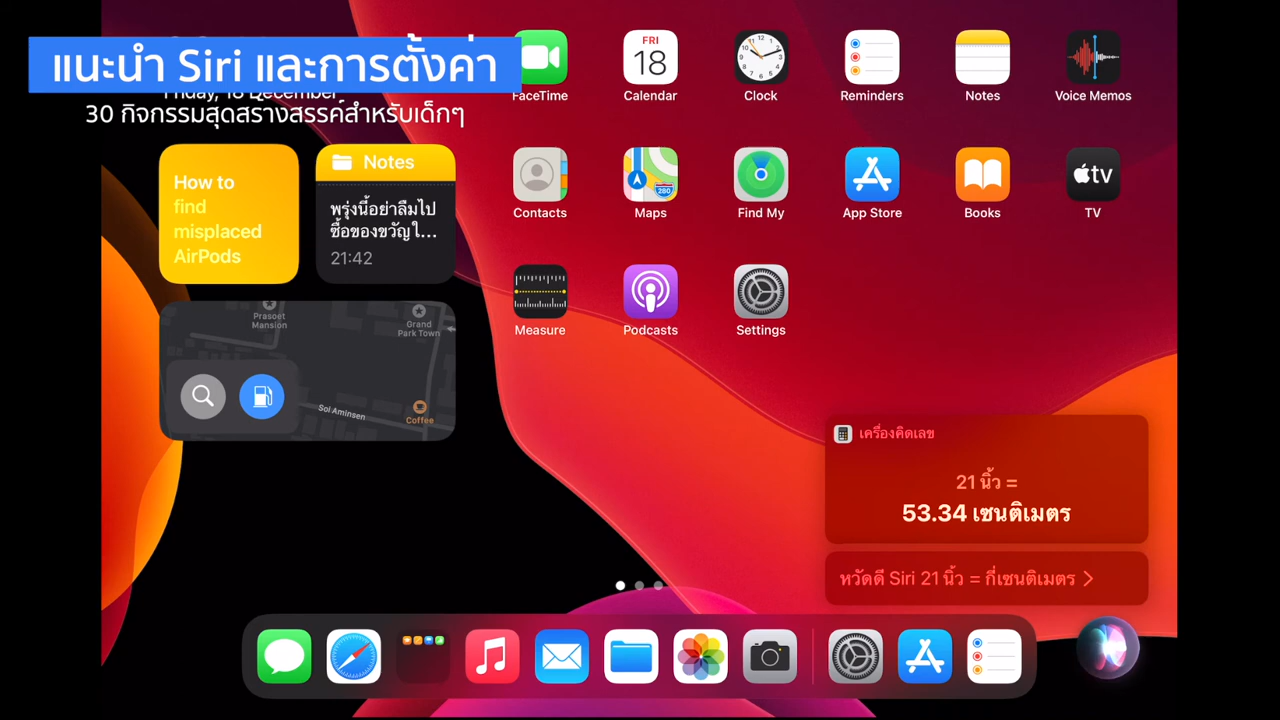 แนะนำ Siri และการตั้งค่า
Friday, 18 December
30 กิจกรรมสุดสร้างสรรค์สำหรับเด็กๆ
How to
find
misplaced
AirPods
Notes
พรุ่งนี้อย่าลืมไป
ซื้อของขวัญใ...
21:42
Prasoet
Mansion
Grand
Park Town
Soi Aminsen
Coffee
FRI
18
FaceTime
Calendar
Clock
Reminders
Notes
Voice Memos
280
tv
Contacts
Maps
Find My
App Store
Books
TV
Measure
Podcasts
Settings
เครื่องคิดเลข
21 นิ้ว =
53.34 เซนติเมตร
หวัดดี Siri 21 นิ้ว = กี่เซนติเมตร >